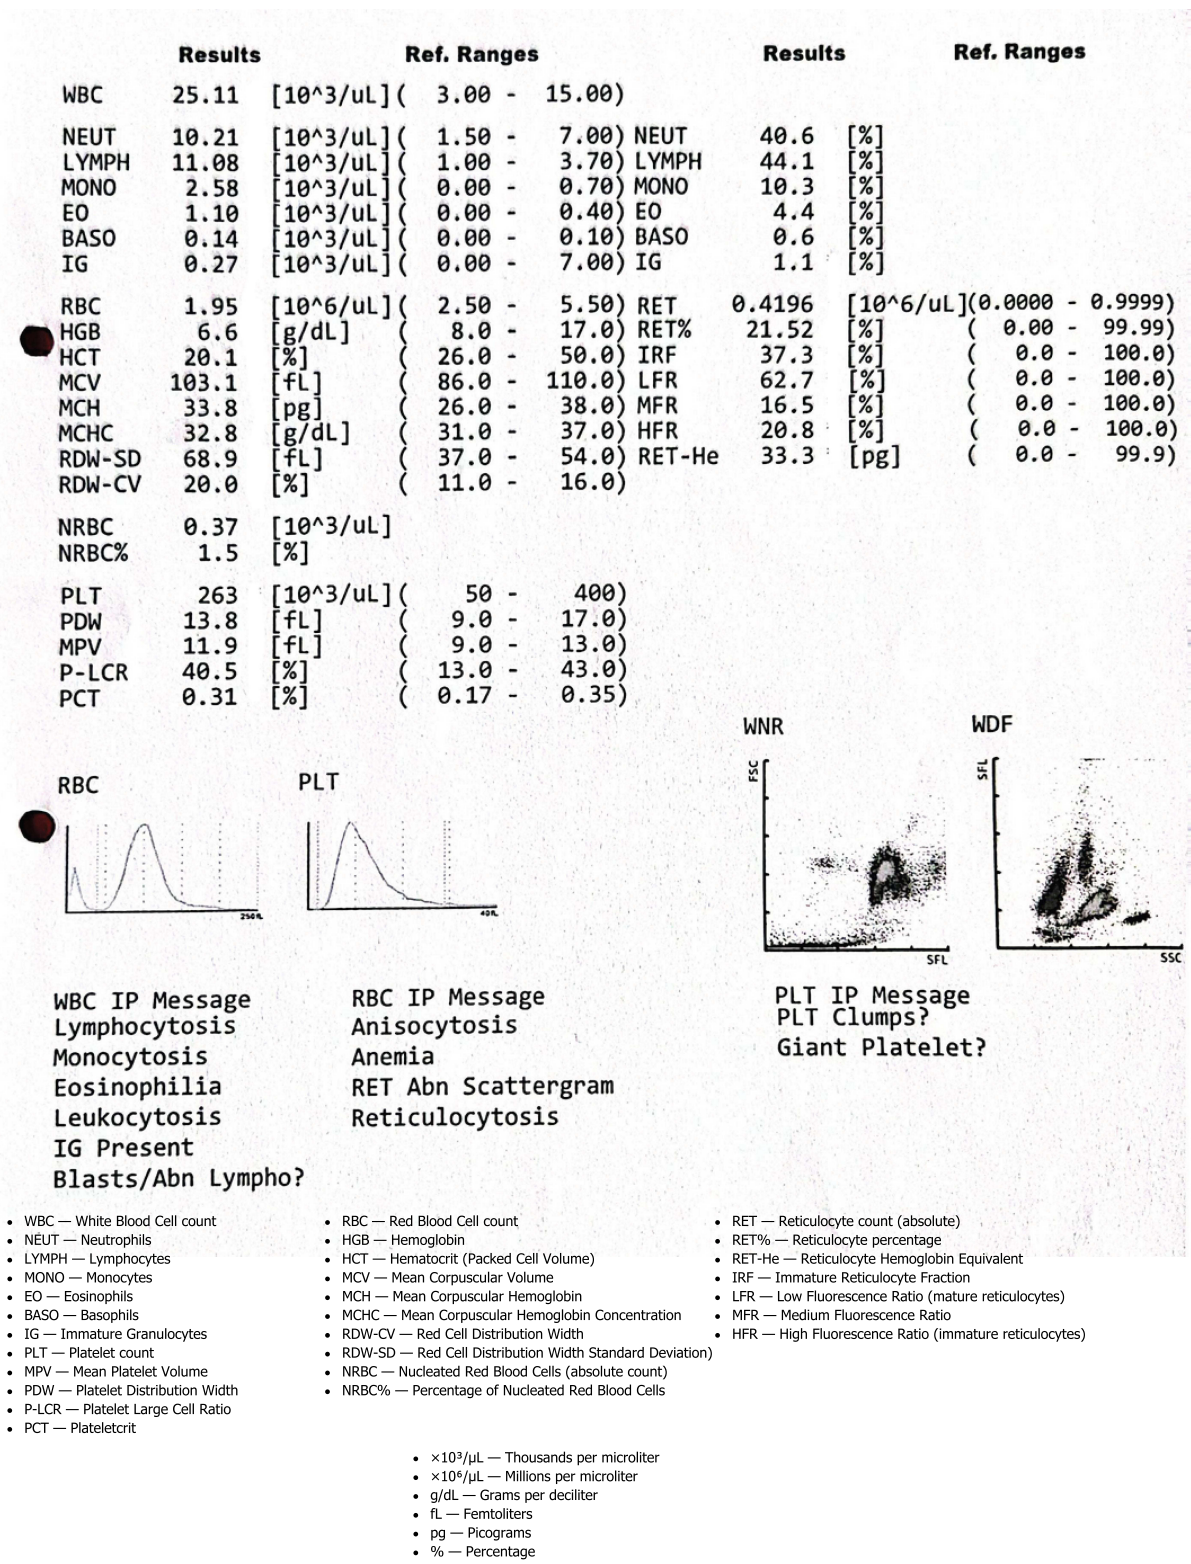 Results Ref. Ranges Results Ref. Ranges
WBC 25.11 [10^3/uL]( 3.00 - 15.00)
NEUT 10.21 [10^3/uL]( 1.50 - 7.00) NEUT 40.6 [%]
LYMPH 11.08 [10^3/uL]( 1.00 - 3.70) LYMPH 44.1 [%]
MONO 2.58 [10^3/uL]( 0.00 - 0.70) MONO 10.3 [%]
EO 1.10 [10^3/uL]( 0.00 - 0.40) EO 4.4 [%]
BASO 0.14 [10^3/uL]( 0.00 - 0.10) BASO 0.6 [%]
IG 0.27 [10^3/uL]( 0.00 - 7.00) IG 1.1 [%]
RBC 1.95 [10^6/uL]( 2.50 - 5.50) RET 0.4196 [10^6/uL](0.0000 - 0.9999)
HGB 6.6 [g/dL] ( 8.0 - 17.0) RET% 21.52 [%] ( 0.00 - 99.99)
HCT 20.1 [%] ( 26.0 - 50.0) IRF 37.3 [%] ( 0.0 - 100.0)
MCV 103.1 [fL] ( 86.0 - 110.0) LFR 62.7 [%] ( 0.0 - 100.0)
MCH 33.8 [pg] ( 26.0 - 38.0) MFR 16.5 [%] ( 0.0 - 100.0)
MCHC 32.8 [g/dL] ( 31.0 - 37.0) HFR 20.8 [%] ( 0.0 - 100.0)
RDW-SD 68.9 [fL] ( 37.0 - 54.0) RET-He 33.3 [pg] ( 0.0 - 99.9)
RDW-CV 20.0 [%] ( 11.0 - 16.0)
NRBC 0.37 [10^3/uL]
NRBC% 1.5 [%]
PLT 263 [10^3/uL]( 50 - 400)
PDW 13.8 [fL] ( 9.0 - 17.0)
MPV 11.9 [fL] ( 9.0 - 13.0)
P-LCR 40.5 [%] ( 13.0 - 43.0)
PCT 0.31 [%] ( 0.17 - 0.35)
WNR WDF
FSC SFL
RBC PLT
250fL 40fL
SFL SSC
WBC IP Message
Lymphocytosis
Monocytosis
Eosinophilia
Leukocytosis
IG Present
Blasts/Abn Lympho?
RBC IP Message
Anisocytosis
Anemia
RET Abn Scattergram
Reticulocytosis
PLT IP Message
PLT Clumps?
Giant Platelet?
• WBC — White Blood Cell count
• NEUT — Neutrophils
• LYMPH — Lymphocytes
• MONO — Monocytes
• EO — Eosinophils
• BASO — Basophils
• IG — Immature Granulocytes
• PLT — Platelet count
• MPV — Mean Platelet Volume
• PDW — Platelet Distribution Width
• P-LCR — Platelet Large Cell Ratio
• PCT — Plateletcrit
• RBC — Red Blood Cell count
• HGB — Hemoglobin
• HCT — Hematocrit (Packed Cell Volume)
• MCV — Mean Corpuscular Volume
• MCH — Mean Corpuscular Hemoglobin
• MCHC — Mean Corpuscular Hemoglobin Concentration
• RDW-CV — Red Cell Distribution Width
• RDW-SD — Red Cell Distribution Width Standard Deviation)
• NRBC — Nucleated Red Blood Cells (absolute count)
• NRBC% — Percentage of Nucleated Red Blood Cells
• RET — Reticulocyte count (absolute)
• RET% — Reticulocyte percentage
• RET-He — Reticulocyte Hemoglobin Equivalent
• IRF — Immature Reticulocyte Fraction
• LFR — Low Fluorescence Ratio (mature reticulocytes)
• MFR — Medium Fluorescence Ratio
• HFR — High Fluorescence Ratio (immature reticulocytes)
• ×10³/µL — Thousands per microliter
• ×10⁶/µL — Millions per microliter
• g/dL — Grams per deciliter
• fL — Femtoliters
• pg — Picograms
• % — Percentage